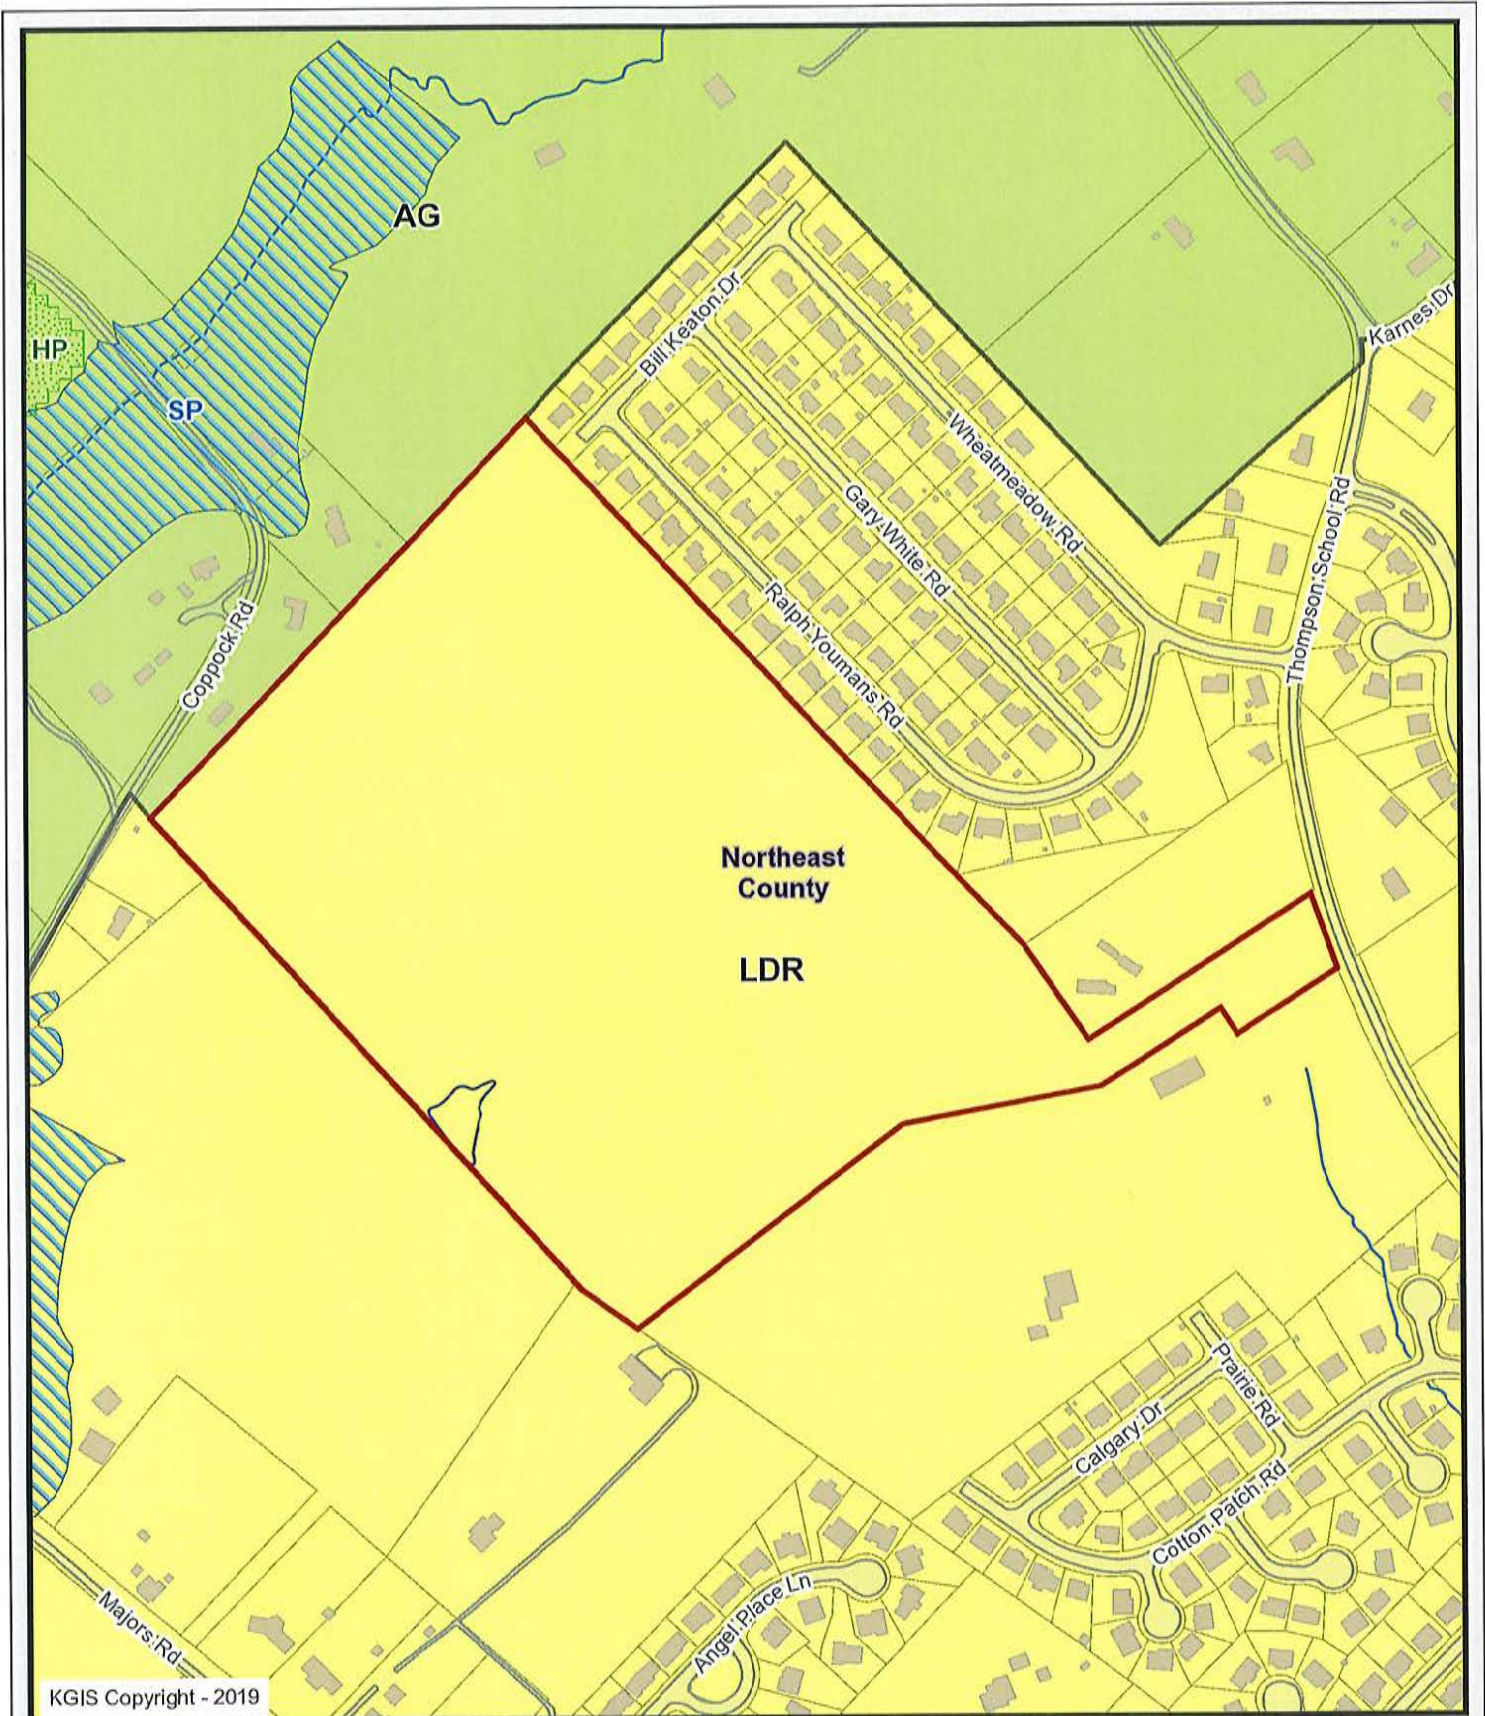 AG
HP
SP
Bill Keaton Dr
Karnes Dr
Wheatmeadow Rd
Gary White Rd
Thompson School Rd
Ralph Youmans Rd
Coppock Rd
Northeast
County
LDR
Prairie Rd
Calgary Dr
Cotton Patch Rd
Angel Place Ln
Majors Rd
KGIS Copyright - 2019